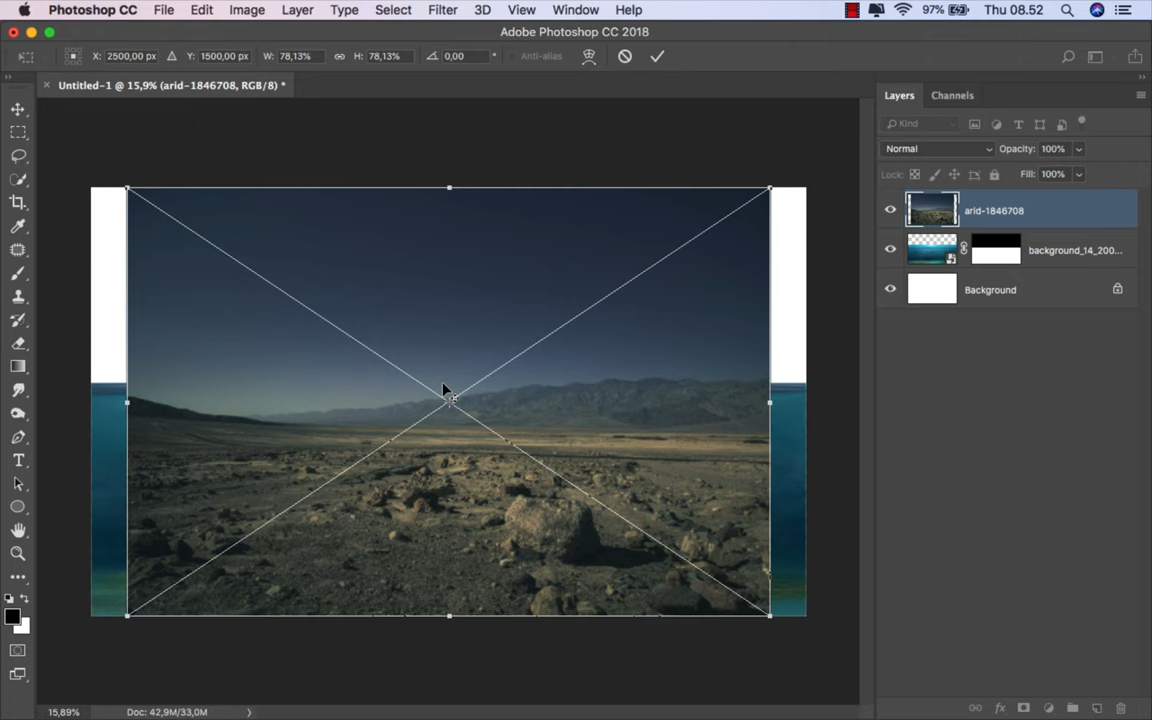 Photoshop CC File Edit Image Layer Type Select Filter 3D View Window Help 97% Thu 08.52
Adobe Photoshop CC 2018
X: 2500,00 px Y: 1500,00 px W: 78,13% H: 78,13% 0,00 ° Anti-alias
Untitled-1 @ 15,9% (arid-1846708, RGB/8) *
Layers Channels
Kind
Normal Opacity: 100%
Lock: Fill: 100%
arid-1846708
background_14_200...
Background
T
15,89% Doc: 42,9M/33,0M
fx